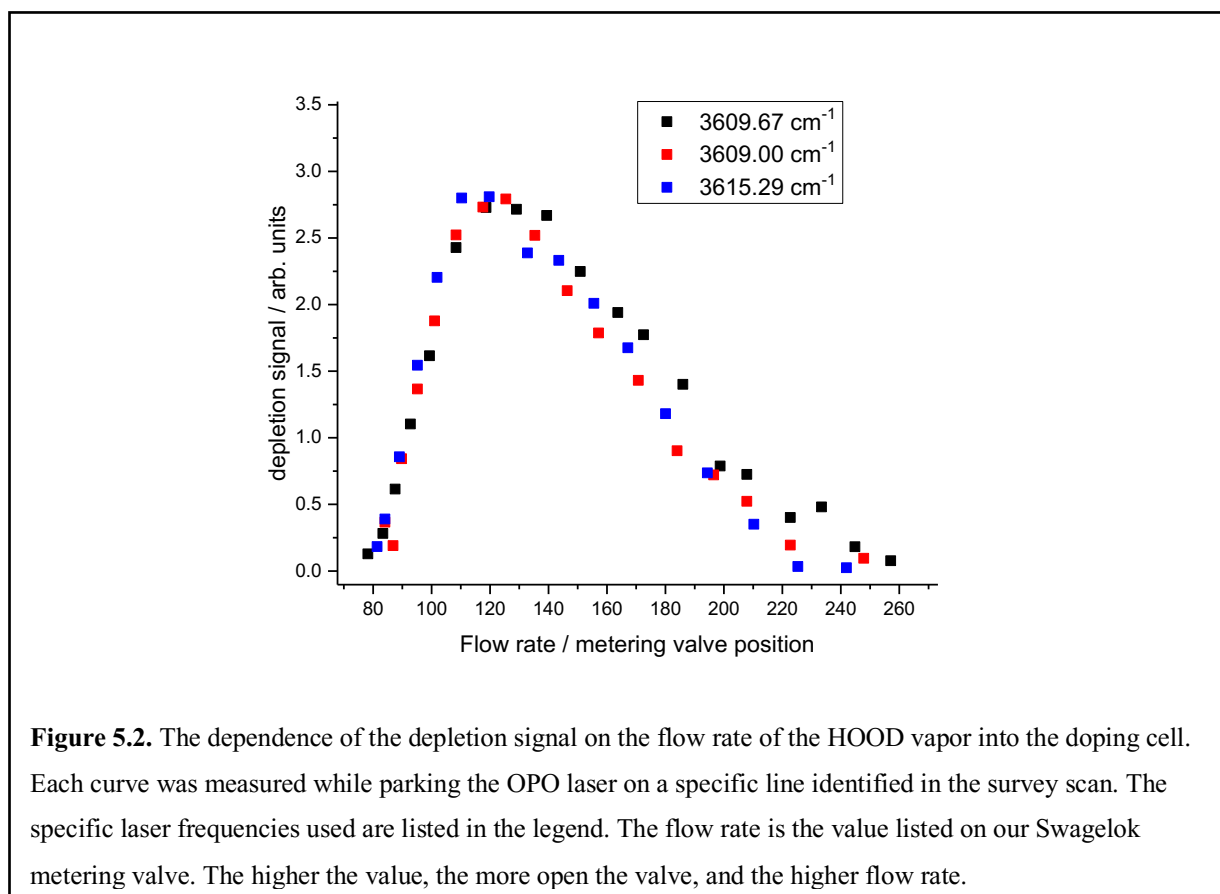 3.5
3.0
2.5
2.0
1.5
1.0
0.5
0.0
depletion signal / arb. units
3609.67 cm⁻¹
3609.00 cm⁻¹
3615.29 cm⁻¹
80 100 120 140 160 180 200 220 240 260
Flow rate / metering valve position
Figure 5.2. The dependence of the depletion signal on the flow rate of the HOOD vapor into the doping cell.
Each curve was measured while parking the OPO laser on a specific line identified in the survey scan. The
specific laser frequencies used are listed in the legend. The flow rate is the value listed on our Swagelok
metering valve. The higher the value, the more open the valve, and the higher flow rate.